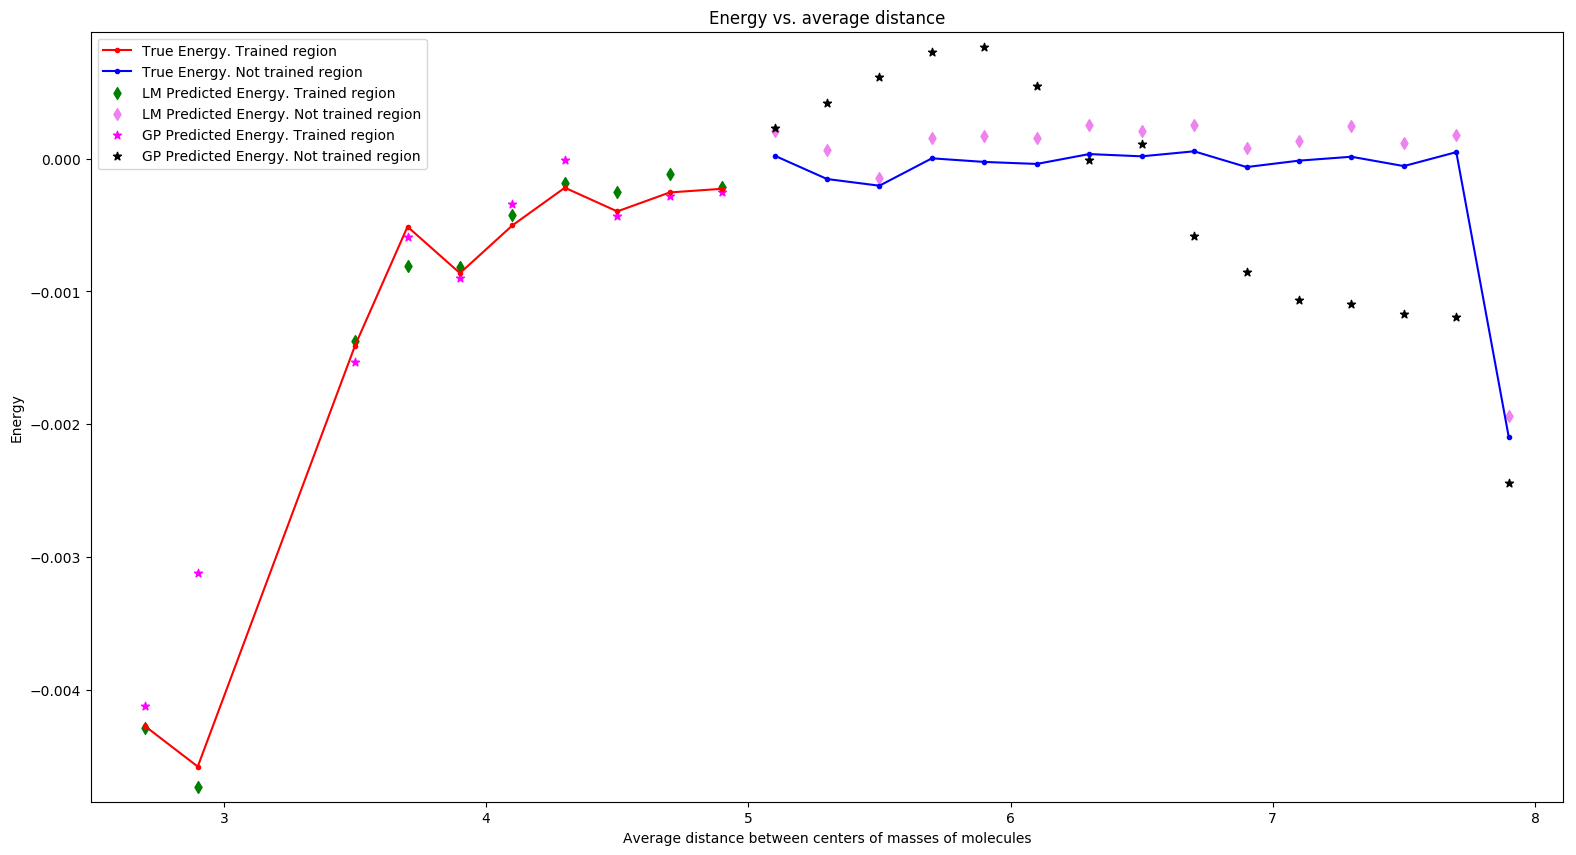 Energy vs. average distance
True Energy. Trained region
True Energy. Not trained region
LM Predicted Energy. Trained region
LM Predicted Energy. Not trained region
GP Predicted Energy. Trained region
GP Predicted Energy. Not trained region
0.000
−0.001
−0.002
−0.003
−0.004
Energy
3 4 5 6 7 8
Average distance between centers of masses of molecules